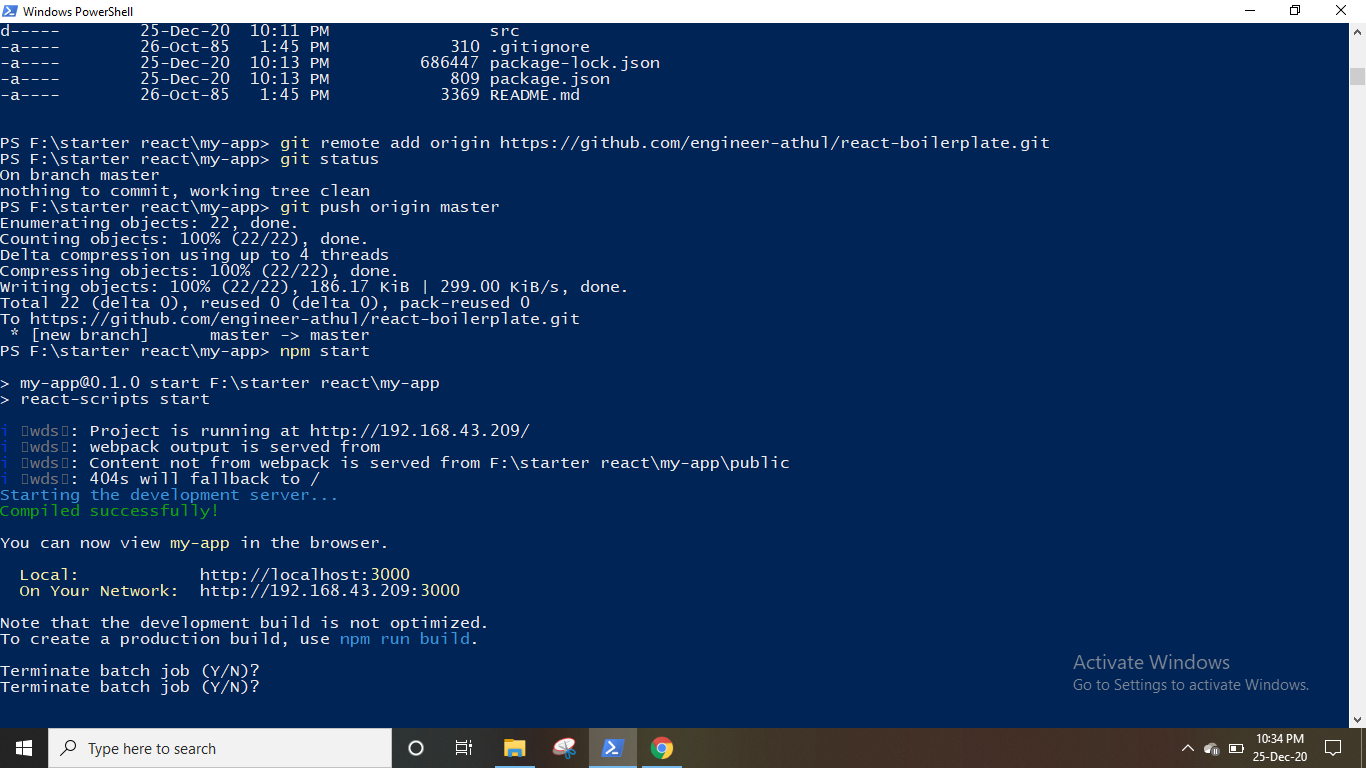 Windows PowerShell
d----- 25-Dec-20 10:11 PM src
-a---- 26-Oct-85 1:45 PM 310 .gitignore
-a---- 25-Dec-20 10:13 PM 686447 package-lock.json
-a---- 25-Dec-20 10:13 PM 809 package.json
-a---- 26-Oct-85 1:45 PM 3369 README.md
PS F:\starter react\my-app> git remote add origin https://github.com/engineer-athul/react-boilerplate.git
PS F:\starter react\my-app> git status
On branch master
nothing to commit, working tree clean
PS F:\starter react\my-app> git push origin master
Enumerating objects: 22, done.
Counting objects: 100% (22/22), done.
Delta compression using up to 4 threads
Compressing objects: 100% (22/22), done.
Writing objects: 100% (22/22), 186.17 KiB | 299.00 KiB/s, done.
Total 22 (delta 0), reused 0 (delta 0), pack-reused 0
To https://github.com/engineer-athul/react-boilerplate.git
* [new branch] master -> master
PS F:\starter react\my-app> npm start
> my-app@0.1.0 start F:\starter react\my-app
> react-scripts start
i ▯wds▯: Project is running at http://192.168.43.209/
i ▯wds▯: webpack output is served from
i ▯wds▯: Content not from webpack is served from F:\starter react\my-app\public
i ▯wds▯: 404s will fallback to /
Starting the development server...
Compiled successfully!
You can now view my-app in the browser.
Local: http://localhost:3000
On Your Network: http://192.168.43.209:3000
Note that the development build is not optimized.
To create a production build, use npm run build.
Terminate batch job (Y/N)?
Terminate batch job (Y/N)?
Activate Windows
Go to Settings to activate Windows.
Type here to search
10:34 PM
25-Dec-20